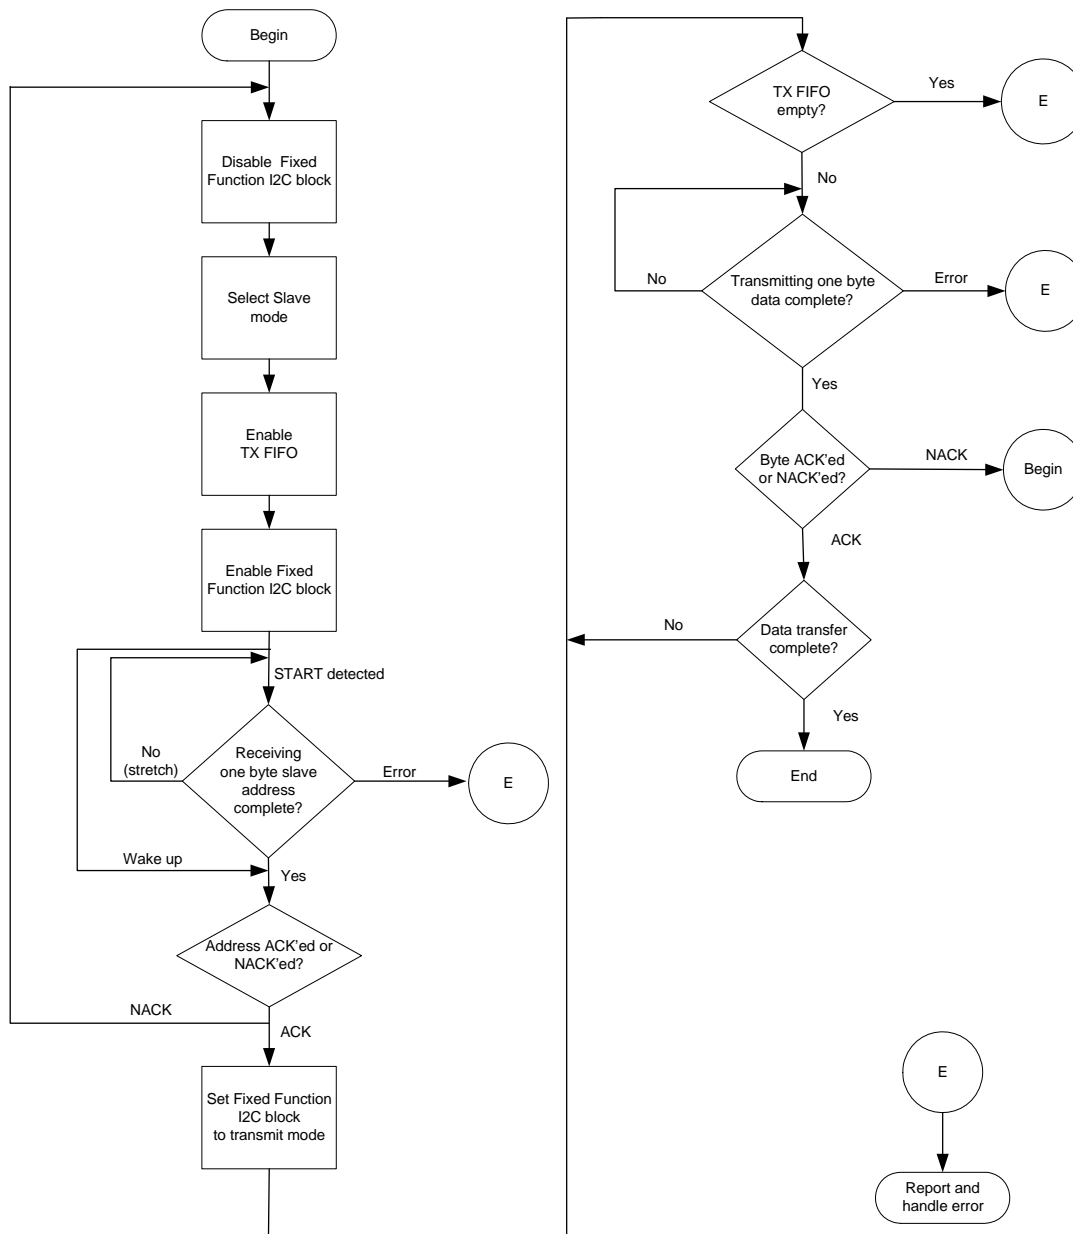 Begin
Disable Fixed
Function I2C block
Select Slave
mode
Enable
TX FIFO
Enable Fixed
Function I2C block
START detected
No
(stretch)
Receiving
one byte slave
address
complete?
Error
E
Wake up
Yes
Address ACK'ed or
NACK'ed?
NACK
ACK
Set Fixed Function
I2C block
to transmit mode
TX FIFO
empty?
Yes
E
No
No
Transmitting one byte
data complete?
Error
E
Yes
Byte ACK'ed
or NACK'ed?
NACK
Begin
ACK
No
Data transfer
complete?
Yes
End
E
Report and
handle error